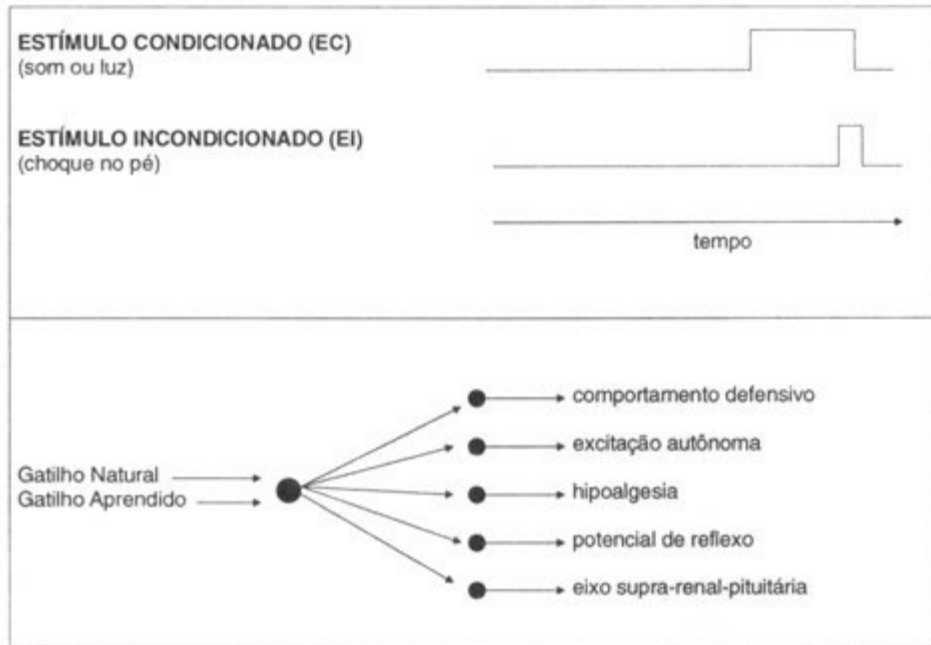 ESTÍMULO CONDICIONADO (EC)
(som ou luz)
ESTÍMULO INCONDICIONADO (EI)
(choque no pé)
tempo
Gatilho Natural
Gatilho Aprendido
comportamento defensivo
excitação autônoma
hipoalgesia
potencial de reflexo
eixo supra-renal-pituitária